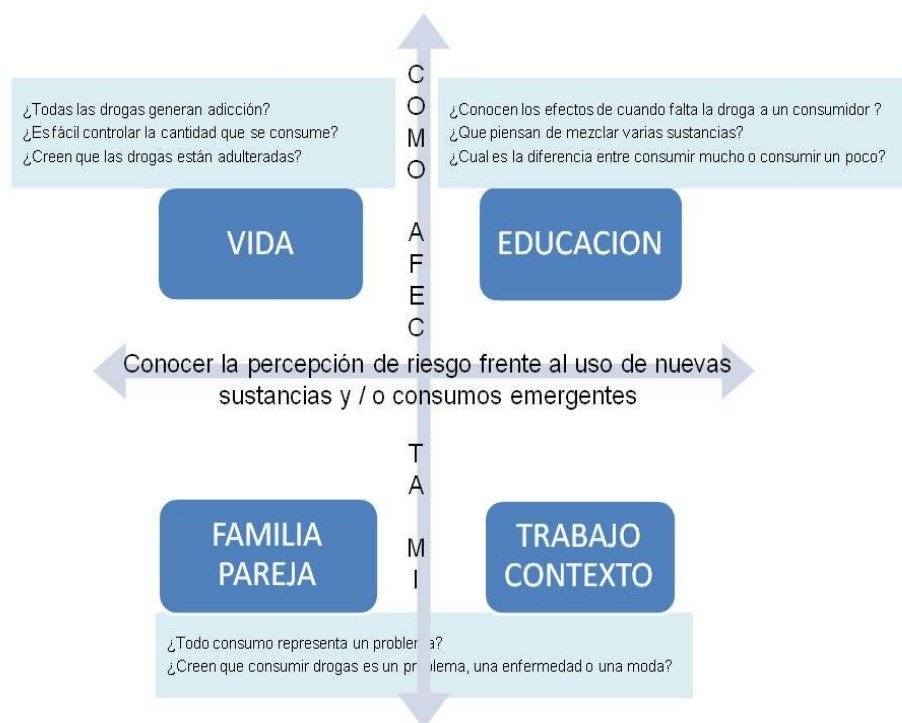 ¿Todas las drogas generan adicción?
¿Es fácil controlar la cantidad que se consume?
¿Creen que las drogas están adulteradas?
¿Conocen los efectos de cuando falta la droga a un consumidor ?
¿Que piensan de mezclar varias sustancias?
¿Cual es la diferencia entre consumir mucho o consumir un poco?
VIDA
EDUCACION
COMO AFECTA MI
Conocer la percepción de riesgo frente al uso de nuevas
sustancias y / o consumos emergentes
FAMILIA
PAREJA
TRABAJO
CONTEXTO
¿Todo consumo representa un problema?
¿Creen que consumir drogas es un problema, una enfermedad o una moda?